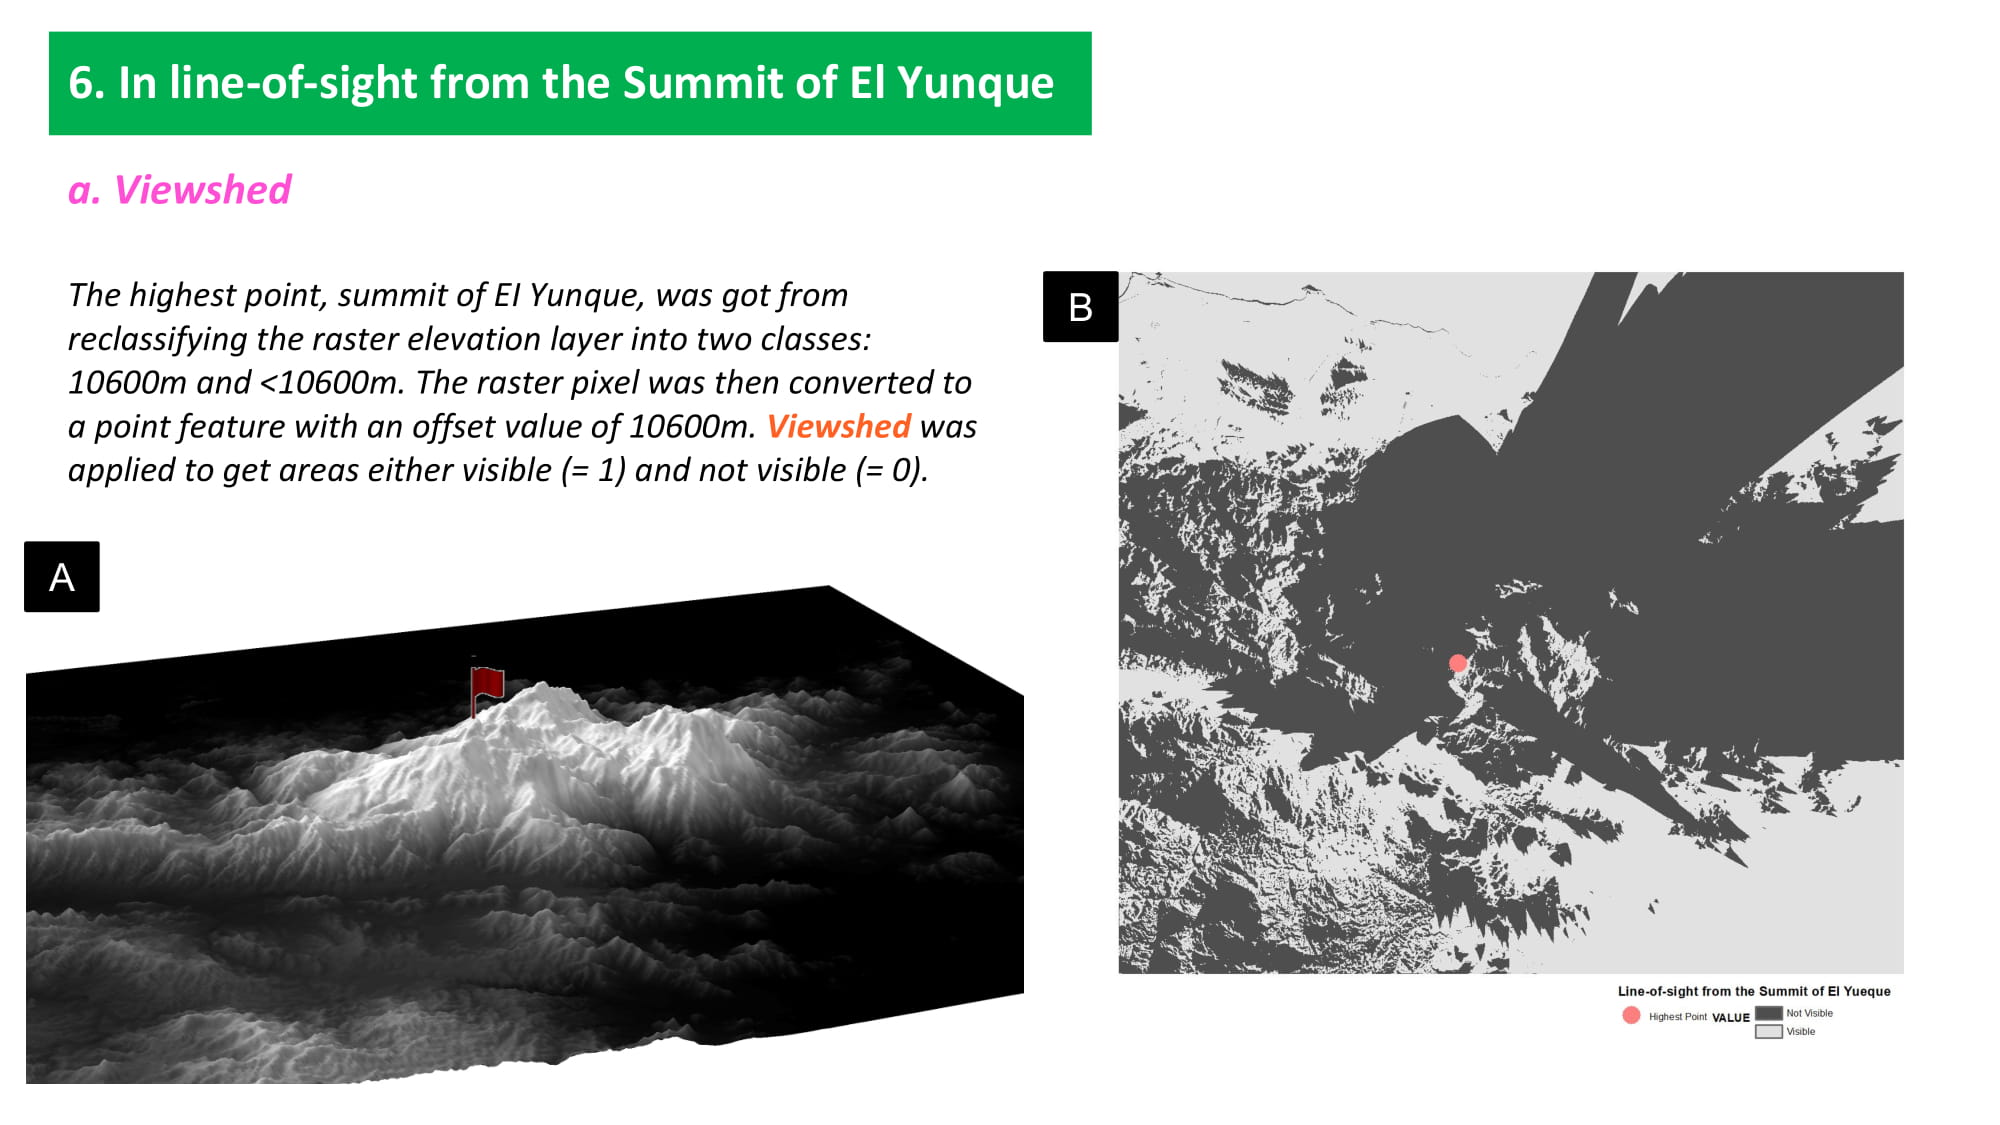 6. In line-of-sight from the Summit of El Yunque
a. Viewshed
The highest point, summit of EI Yunque, was got from
reclassifying the raster elevation layer into two classes:
10600m and <10600m. The raster pixel was then converted to
a point feature with an offset value of 10600m. Viewshed was
applied to get areas either visible (= 1) and not visible (= 0).
A
B
Line-of-sight from the Summit of El Yueque
Highest Point VALUE Not Visible
Visible